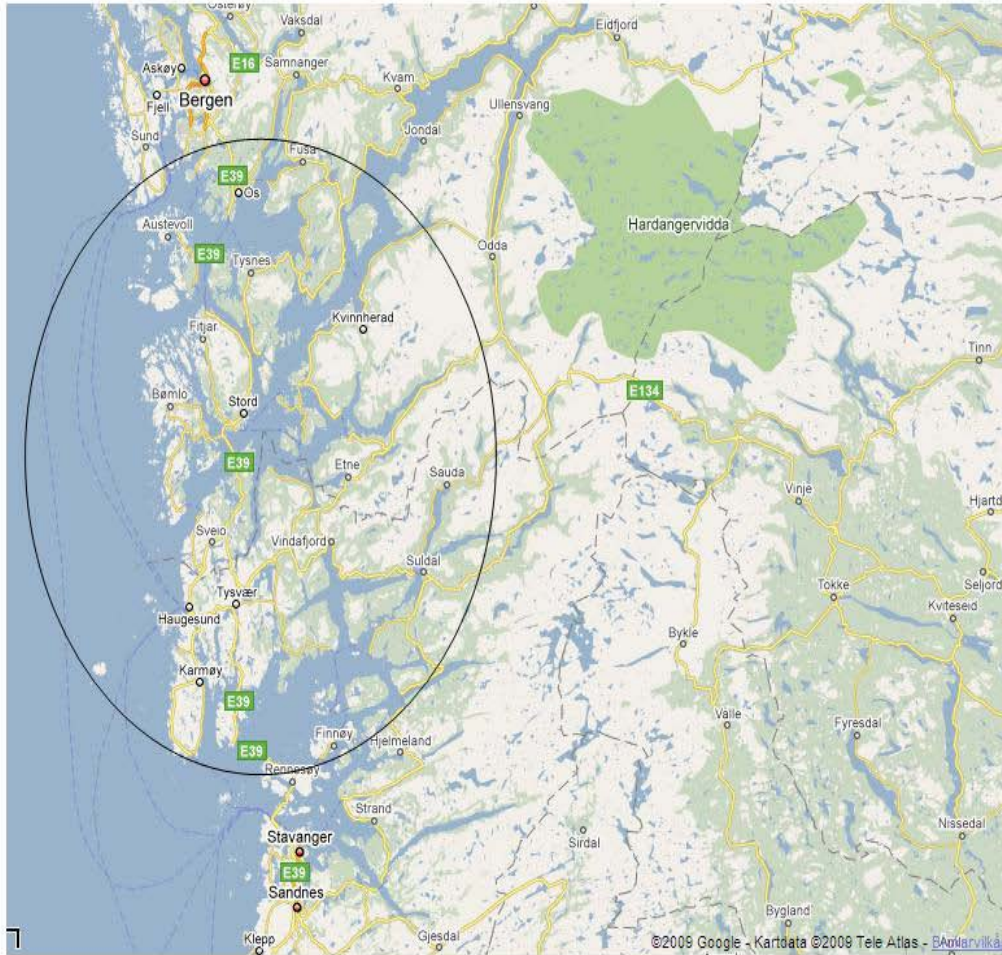 Osterøy
Vaksdal
Eidfjord
E16
Askøy
Samnanger
Bergen
Kvam
Fjell
Ullensvang
Sund
Jondal
Fusa
E39
Os
Austevoll
Hardangervidda
E39
Tysnes
Odda
Fitjar
Kvinnherad
Tinn
E134
Bømlo
Stord
E39
Etne
Sauda
Vinje
Hjartd
Sveio
Vindafjord
Suldal
Seljord
Tysvær
Tokke
Haugesund
Kviteseid
Bykle
Karmøy
E39
Valle
Fyresdal
Finnøy
E39
Hjelmeland
Rennesøy
Strand
Nissedal
Stavanger
Sirdal
E39
Sandnes
Bygland
Klepp
Gjesdal
©2009 Google - Kartdata ©2009 Tele Atlas -